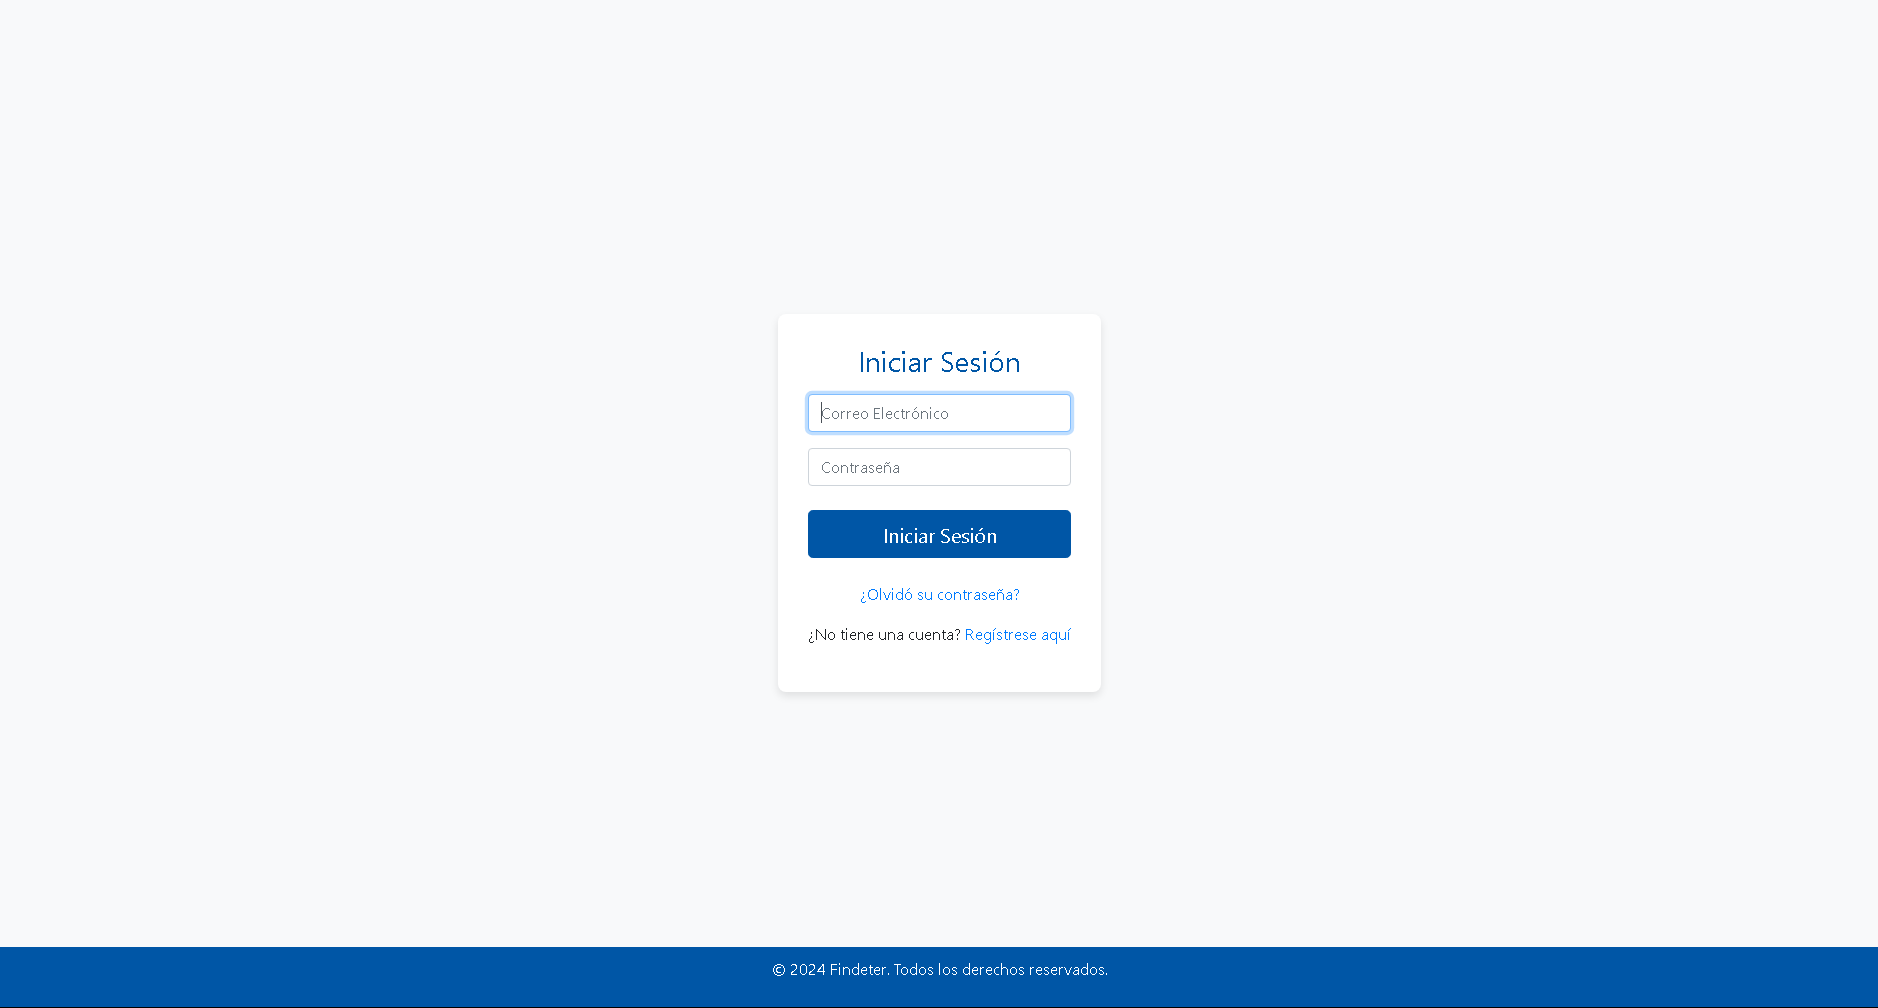 Iniciar Sesión
Correo Electrónico
Contraseña
Iniciar Sesión
¿Olvidó su contraseña?
¿No tiene una cuenta? Regístrese aquí
© 2024 Findeter. Todos los derechos reservados.